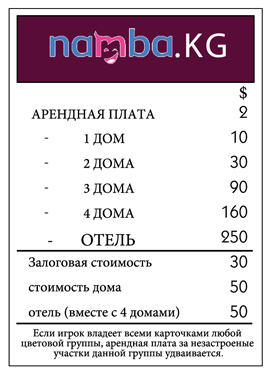 namba.KG
$
АРЕНДНАЯ ПЛАТА 2
- 1 ДОМ 10
- 2 ДОМА 30
- 3 ДОМА 90
- 4 ДОМА 160
- ОТЕЛЬ 250
Залоговая стоимость 30
стоимость дома 50
отель (вместе с 4 домами) 50
Если игрок владеет всеми карточками любой
цветовой группы, арендная плата за незастроеные
участки данной группы удваивается.